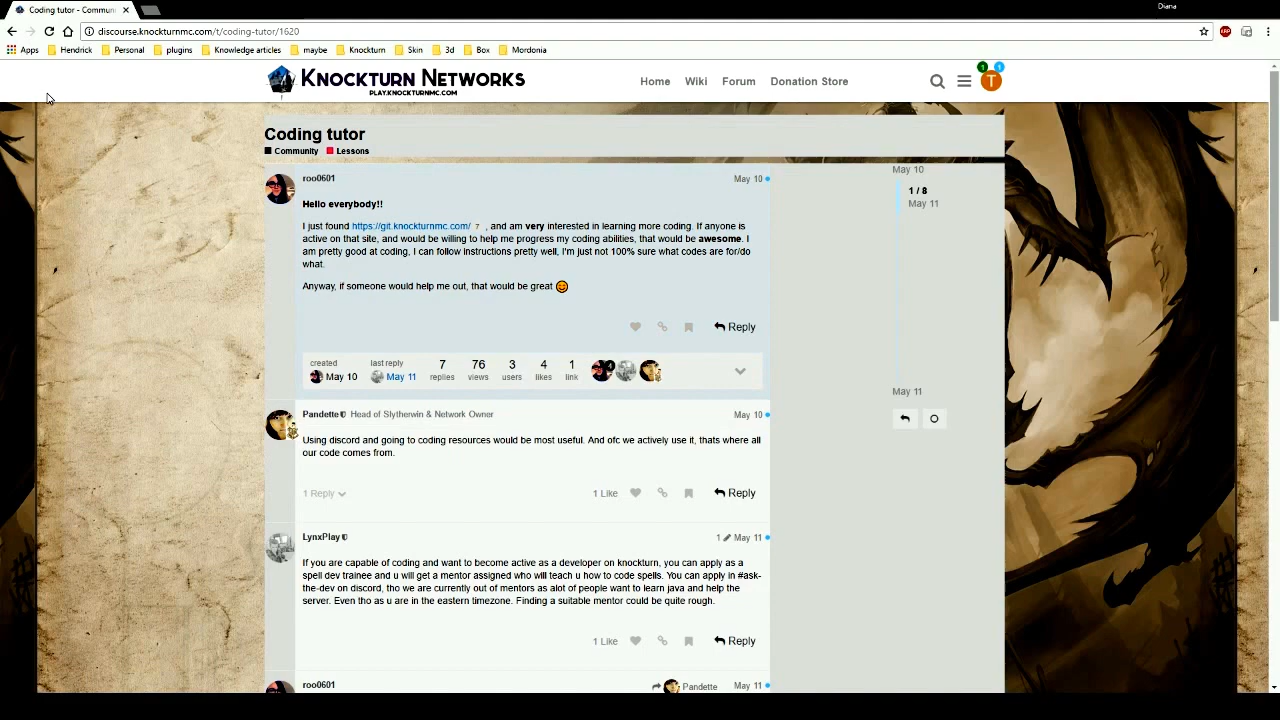 Coding tutor - Commun
Diana
discourse.knockturnmc.com/t/coding-tutor/1620
Apps Hendrick Personal plugins Knowledge articles maybe Knockturn Skin 3d Box Mordonia
KNOCKTURN NETWORKS
PLAY.KNOCKTURNMC.COM
Home Wiki Forum Donation Store
1 1
T
Coding tutor
Community Lessons
roo0601 May 10
Hello everybody!!
I just found https://git.knockturnmc.com/ 7 , and am very interested in learning more coding. If anyone is
active on that site, and would be willing to help me progress my coding abilities, that would be awesome. I
am pretty good at coding, I can follow instructions pretty well, I'm just not 100% sure what codes are for/do
what.
Anyway, if someone would help me out, that would be great
Reply
created last reply 7 76 3 4 1
May 10 May 11 replies views users likes link
4
May 10
1 / 8
May 11
May 11
Pandette Head of Slytherwin & Network Owner May 10
Using discord and going to coding resources would be most useful. And ofc we actively use it, thats where all
our code comes from.
1 Reply 1 Like Reply
LynxPlay 1 May 11
If you are capable of coding and want to become active as a developer on knockturn, you can apply as a
spell dev trainee and u will get a mentor assigned who will teach u how to code spells. You can apply in #ask-
the-dev on discord, tho we are currently out of mentors as alot of people want to learn java and help the
server. Even tho as u are in the eastern timezone. Finding a suitable mentor could be quite rough.
1 Like Reply
roo0601 Pandette May 11